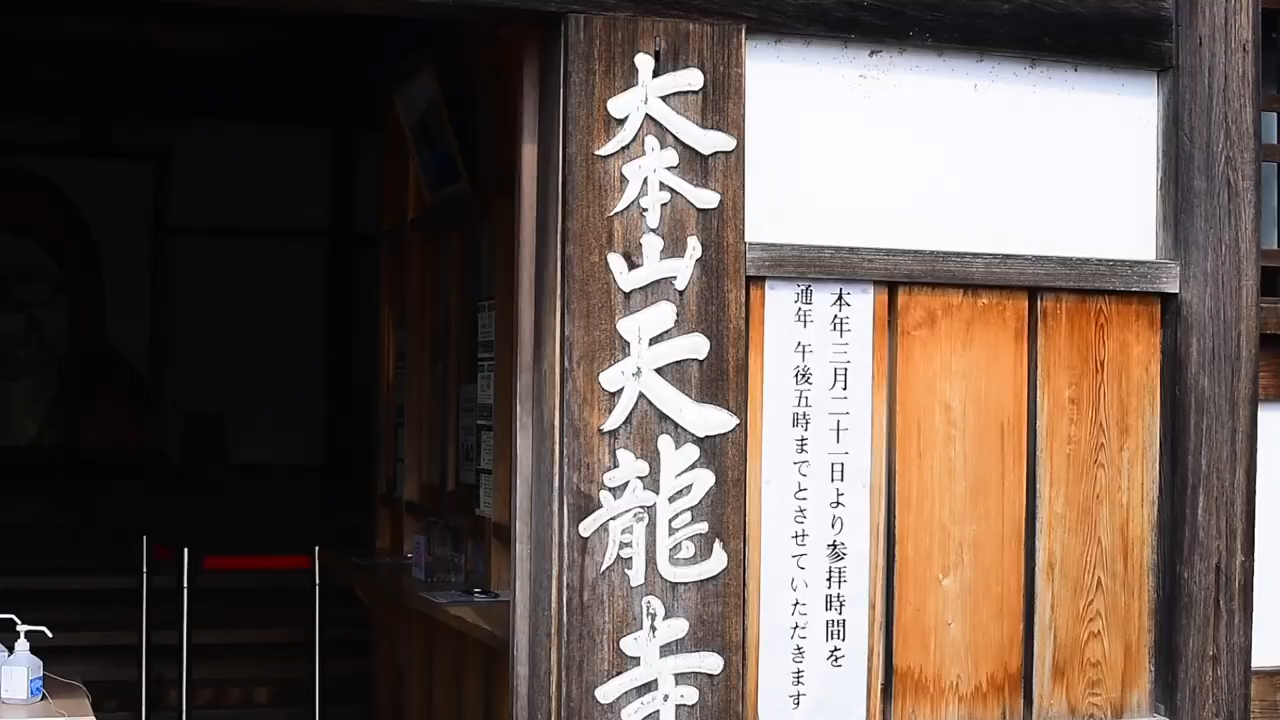 大本山天龍寺
本年三月二十一日より参拝時間を
通年 午後五時までとさせていただきます